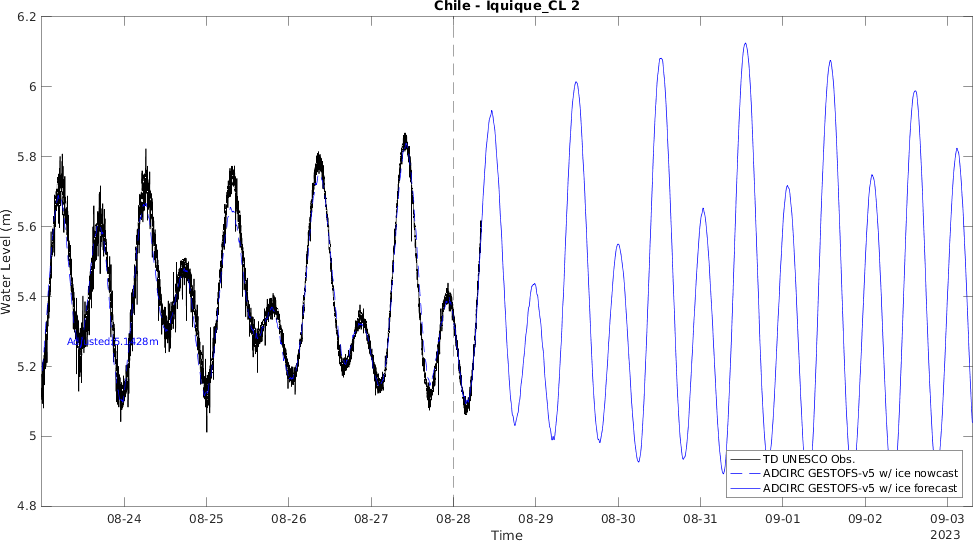 Chile - Iquique_CL 2
6.2
6
5.8
5.6
5.4
5.2
5
4.8
Water Level (m)
Adjusted:5.1428m
TD UNESCO Obs.
ADCIRC GESTOFS-v5 w/ ice nowcast
ADCIRC GESTOFS-v5 w/ ice forecast
08-24 08-25 08-26 08-27 08-28 08-29 08-30 08-31 09-01 09-02 09-03
2023
Time